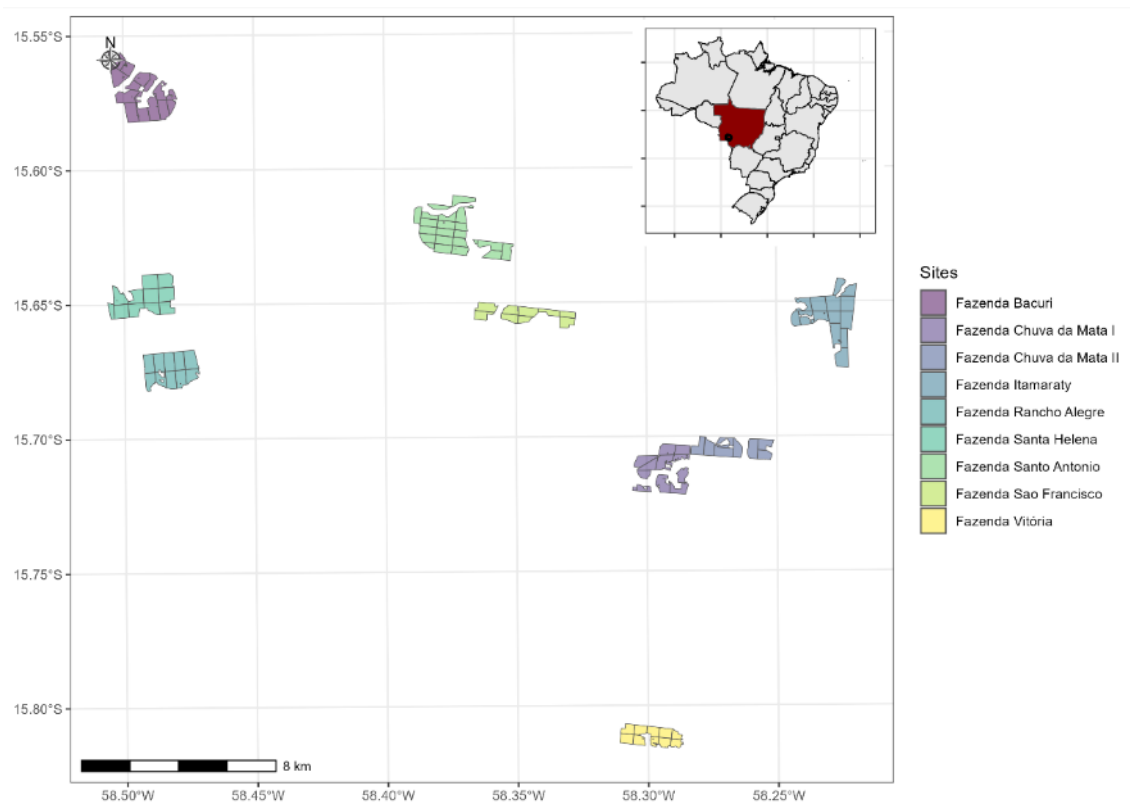 15.55°S
15.60°S
15.65°S
15.70°S
15.75°S
15.80°S
N
8 km
58.50°W
58.45°W
58.40°W
58.35°W
58.30°W
58.25°W
Sites
Fazenda Bacuri
Fazenda Chuva da Mata I
Fazenda Chuva da Mata II
Fazenda Itamaraty
Fazenda Rancho Alegre
Fazenda Santa Helena
Fazenda Santo Antonio
Fazenda Sao Francisco
Fazenda Vitória